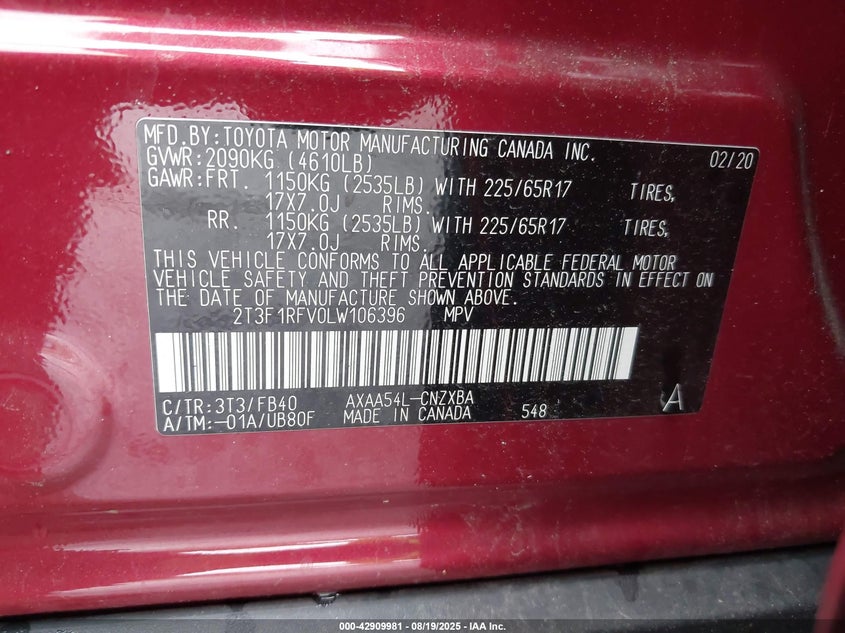 MFD.BY:TOYOTA MOTOR MANUFACTURING CANADA INC. 02/20
GVWR:2090KG (4610LB)
GAWR:FRT. 1150KG (2535LB) WITH 225/65R17 TIRES,
17X7.0J RIMS.
RR. 1150KG (2535LB) WITH 225/65R17 TIRES,
17X7.0J RIMS.
THIS VEHICLE CONFORMS TO ALL APPLICABLE FEDERAL MOTOR
VEHICLE SAFETY AND THEFT PREVENTION STANDARDS IN EFFECT ON
THE DATE OF MANUFACTURE SHOWN ABOVE.
2T3F1RFV0LW106396 MPV
C/TR:3T3/FB40 AXAA54L-CNZXBA
A/TM:-01A/UB80F MADE IN CANADA 548 A
000-42909981 - 08/19/2025 - IAA Inc.